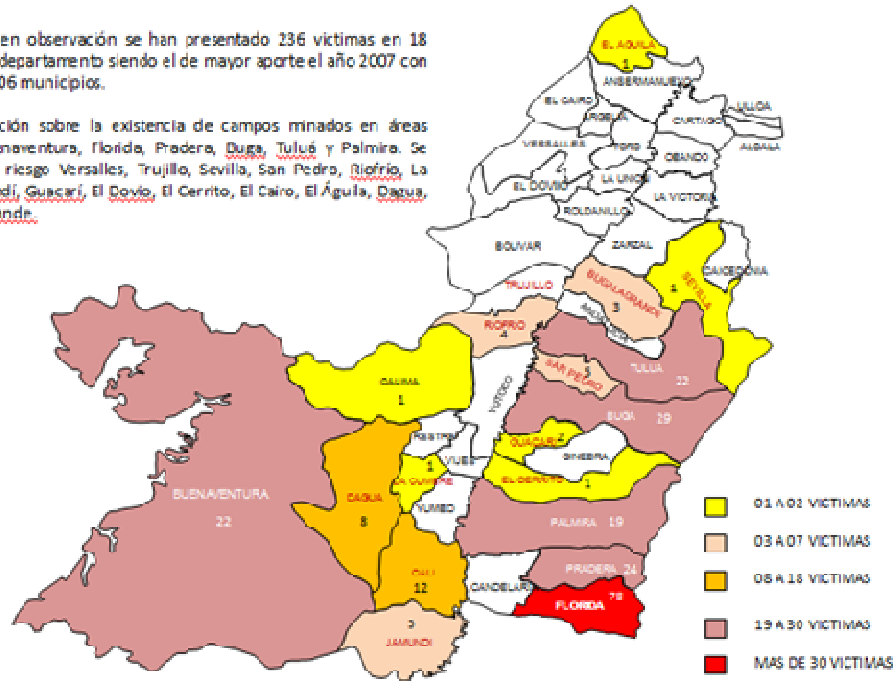 en observación se han presentado 236 victimas en 18
departamento siendo el de mayor aporte el año 2007 con
06 municipios.
ción sobre la existencia de campos minados en áreas
naventura, Florida, Pradera, Buga, Tuluá y Palmira. Se
riesgo Versalles, Trujillo, Sevilla, San Pedro, Riofrío, La
ndí, Guacarí, El Dovio, El Cerrito, El Cairo, El Águila, Dagua,
nde.
EL AGUILA
1
ANSERMANUEVO
EL CAIRO
ARGELIA
CARTAGO
ULLOA
ALCALA
VERSALLES
TORO
OBANDO
EL DOVIO
LA UNION
LA VICTORIA
ROLDANILLO
BOLIVAR
ZARZAL
CAICEDONIA
SEVILLA
TRUJILLO
BUGALAGRANDE
3
RIOFRIO
4
SAN PEDRO
TULUA
22
CALIMA
1
YOTOCO
BUGA 29
RESTRE
GUACARI 2
GINEBRA
VIJES
1
LA CUMBRE
EL CERRITO
1
DAGUA
8
YUMBO
BUENAVENTURA
22
PALMIRA 19
CALI
12
CANDELARI
PRADERA 24
FLORIDA 78
JAMUNDI
01 A 02 VICTIMAS
03 A 07 VICTIMAS
08 A 18 VICTIMAS
19 A 30 VICTIMAS
MAS DE 30 VICTIMAS